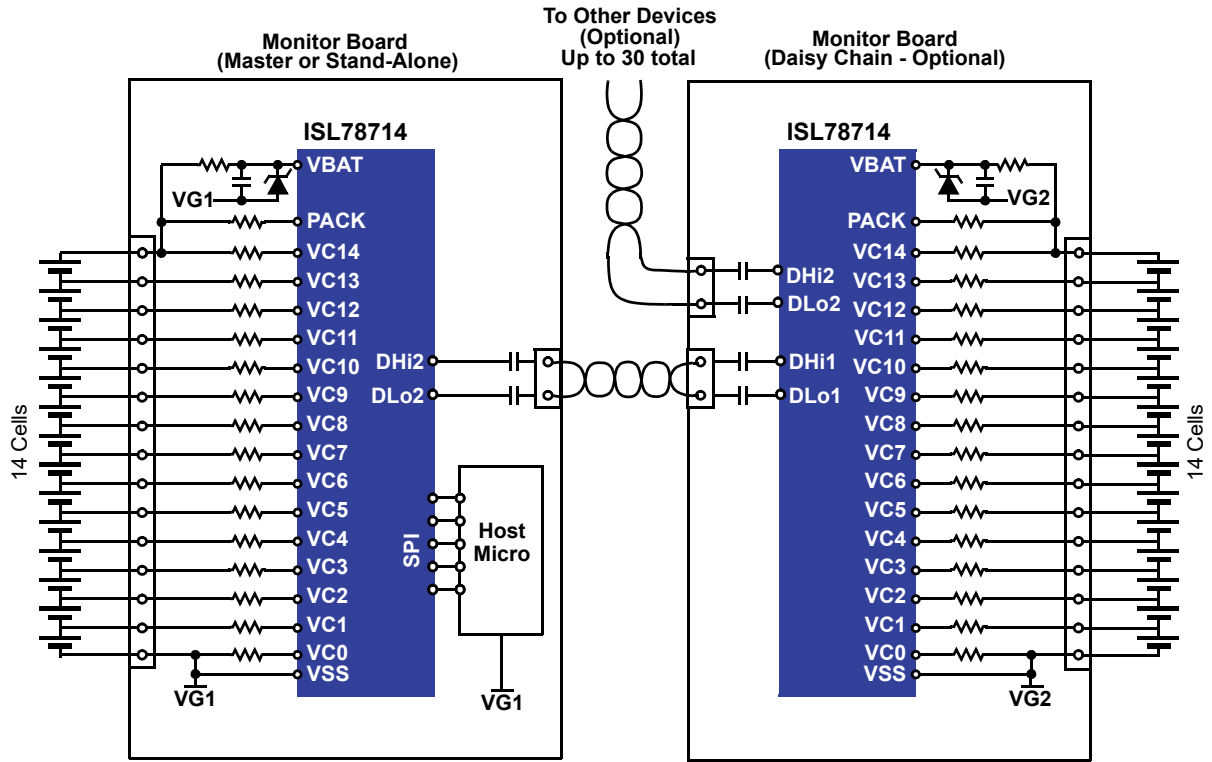 To Other Devices
(Optional)
Up to 30 total
Monitor Board
(Master or Stand-Alone)
Monitor Board
(Daisy Chain - Optional)
ISL78714
VBAT
VG1
PACK
VC14
VC13
VC12
VC11
VC10
VC9
VC8
VC7
VC6
VC5
VC4
VC3
VC2
VC1
VC0
VSS
VG1
14 Cells
DHi2
DLo2
SPI
Host
Micro
VG1
ISL78714
VBAT
VG2
PACK
VC14
VC13
VC12
VC11
VC10
VC9
VC8
VC7
VC6
VC5
VC4
VC3
VC2
VC1
VC0
VSS
VG2
DHi2
DLo2
DHi1
DLo1
14 Cells